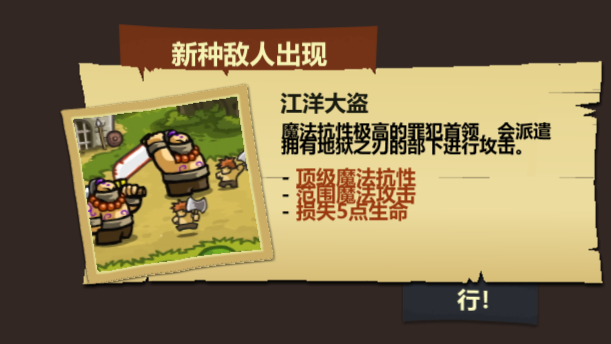 新种敌人出现
江洋大盗
魔法抗性极高的罪犯首领。会派遣
拥有地狱之刃的部下进行攻击。
- 顶级魔法抗性
- 范围魔法攻击
- 损失5点生命
行!